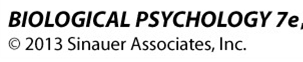 BIOLOGICAL PSYCHOLOGY 7e,
© 2013 Sinauer Associates, Inc.